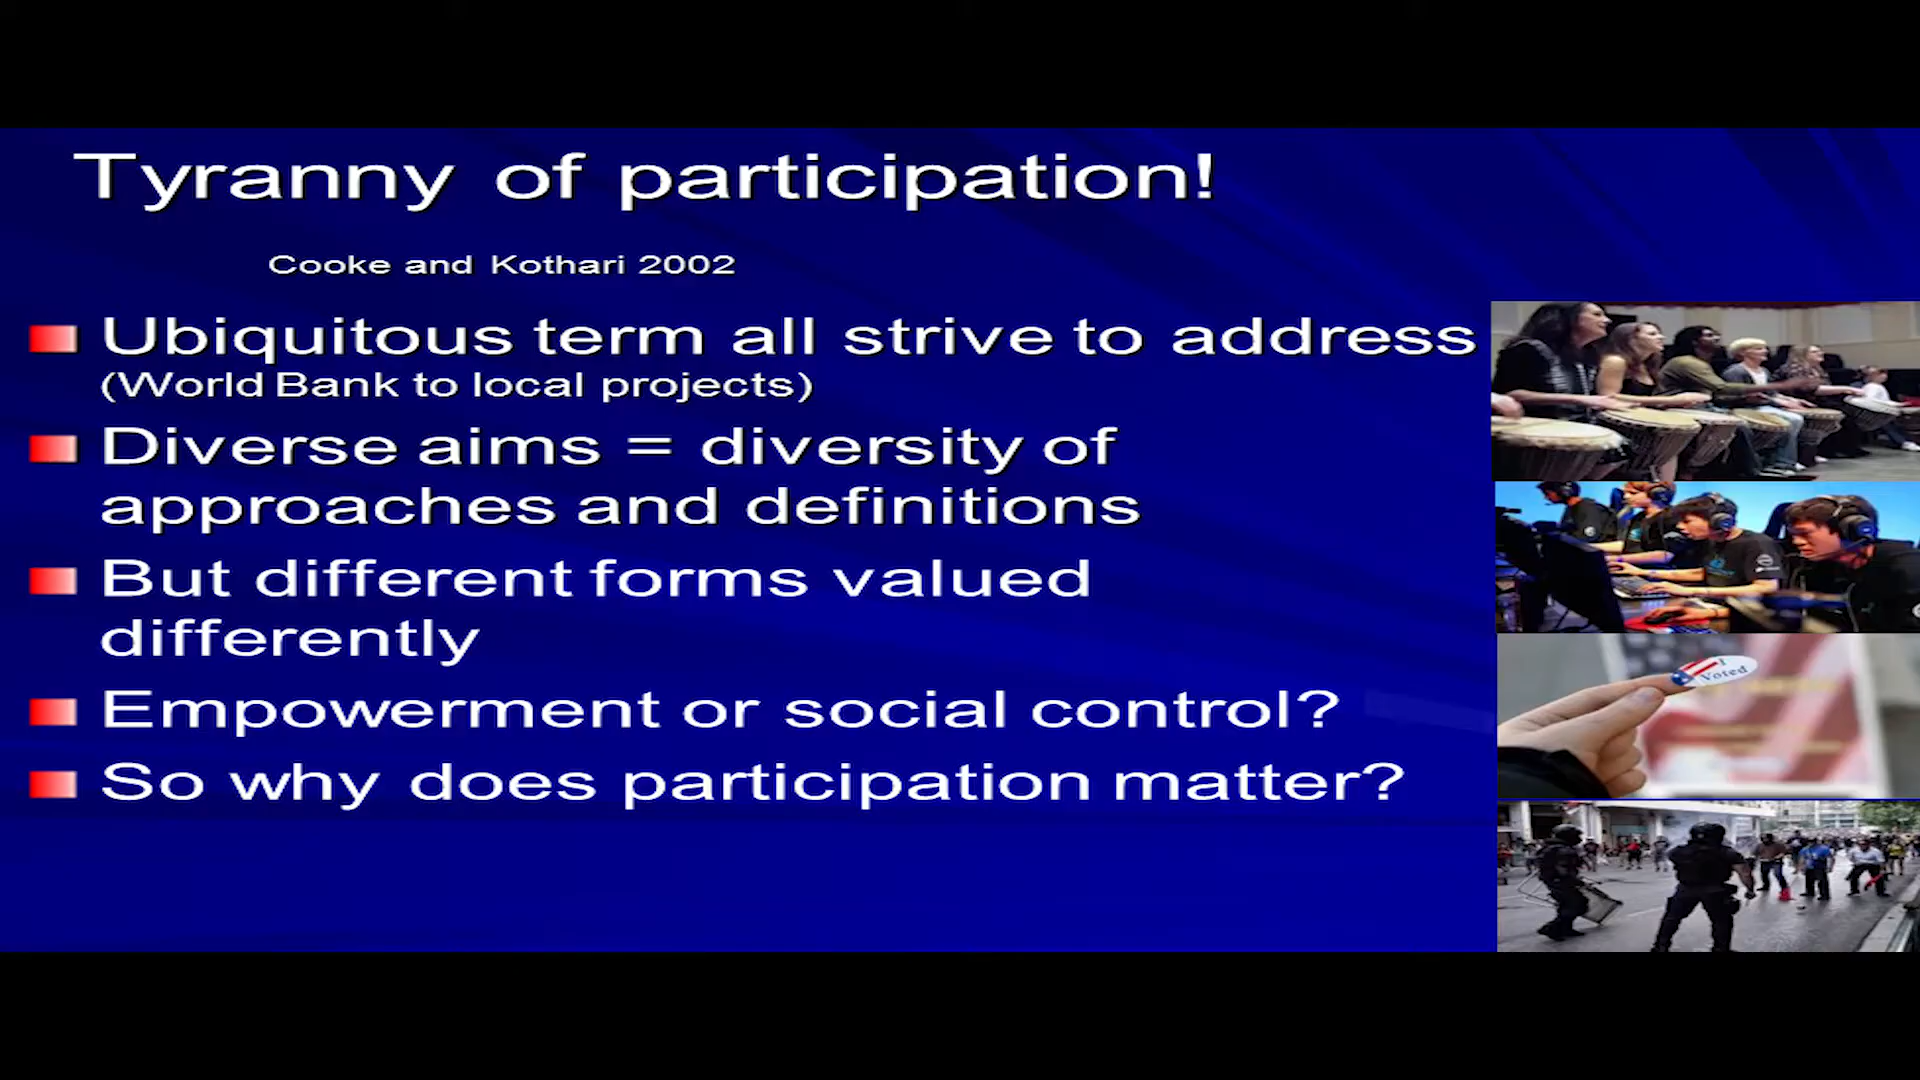 Tyranny of participation!
Cooke and Kothari 2002
Ubiquitous term all strive to address
(World Bank to local projects)
Diverse aims = diversity of
approaches and definitions
But different forms valued
differently
Empowerment or social control?
So why does participation matter?
I
Voted